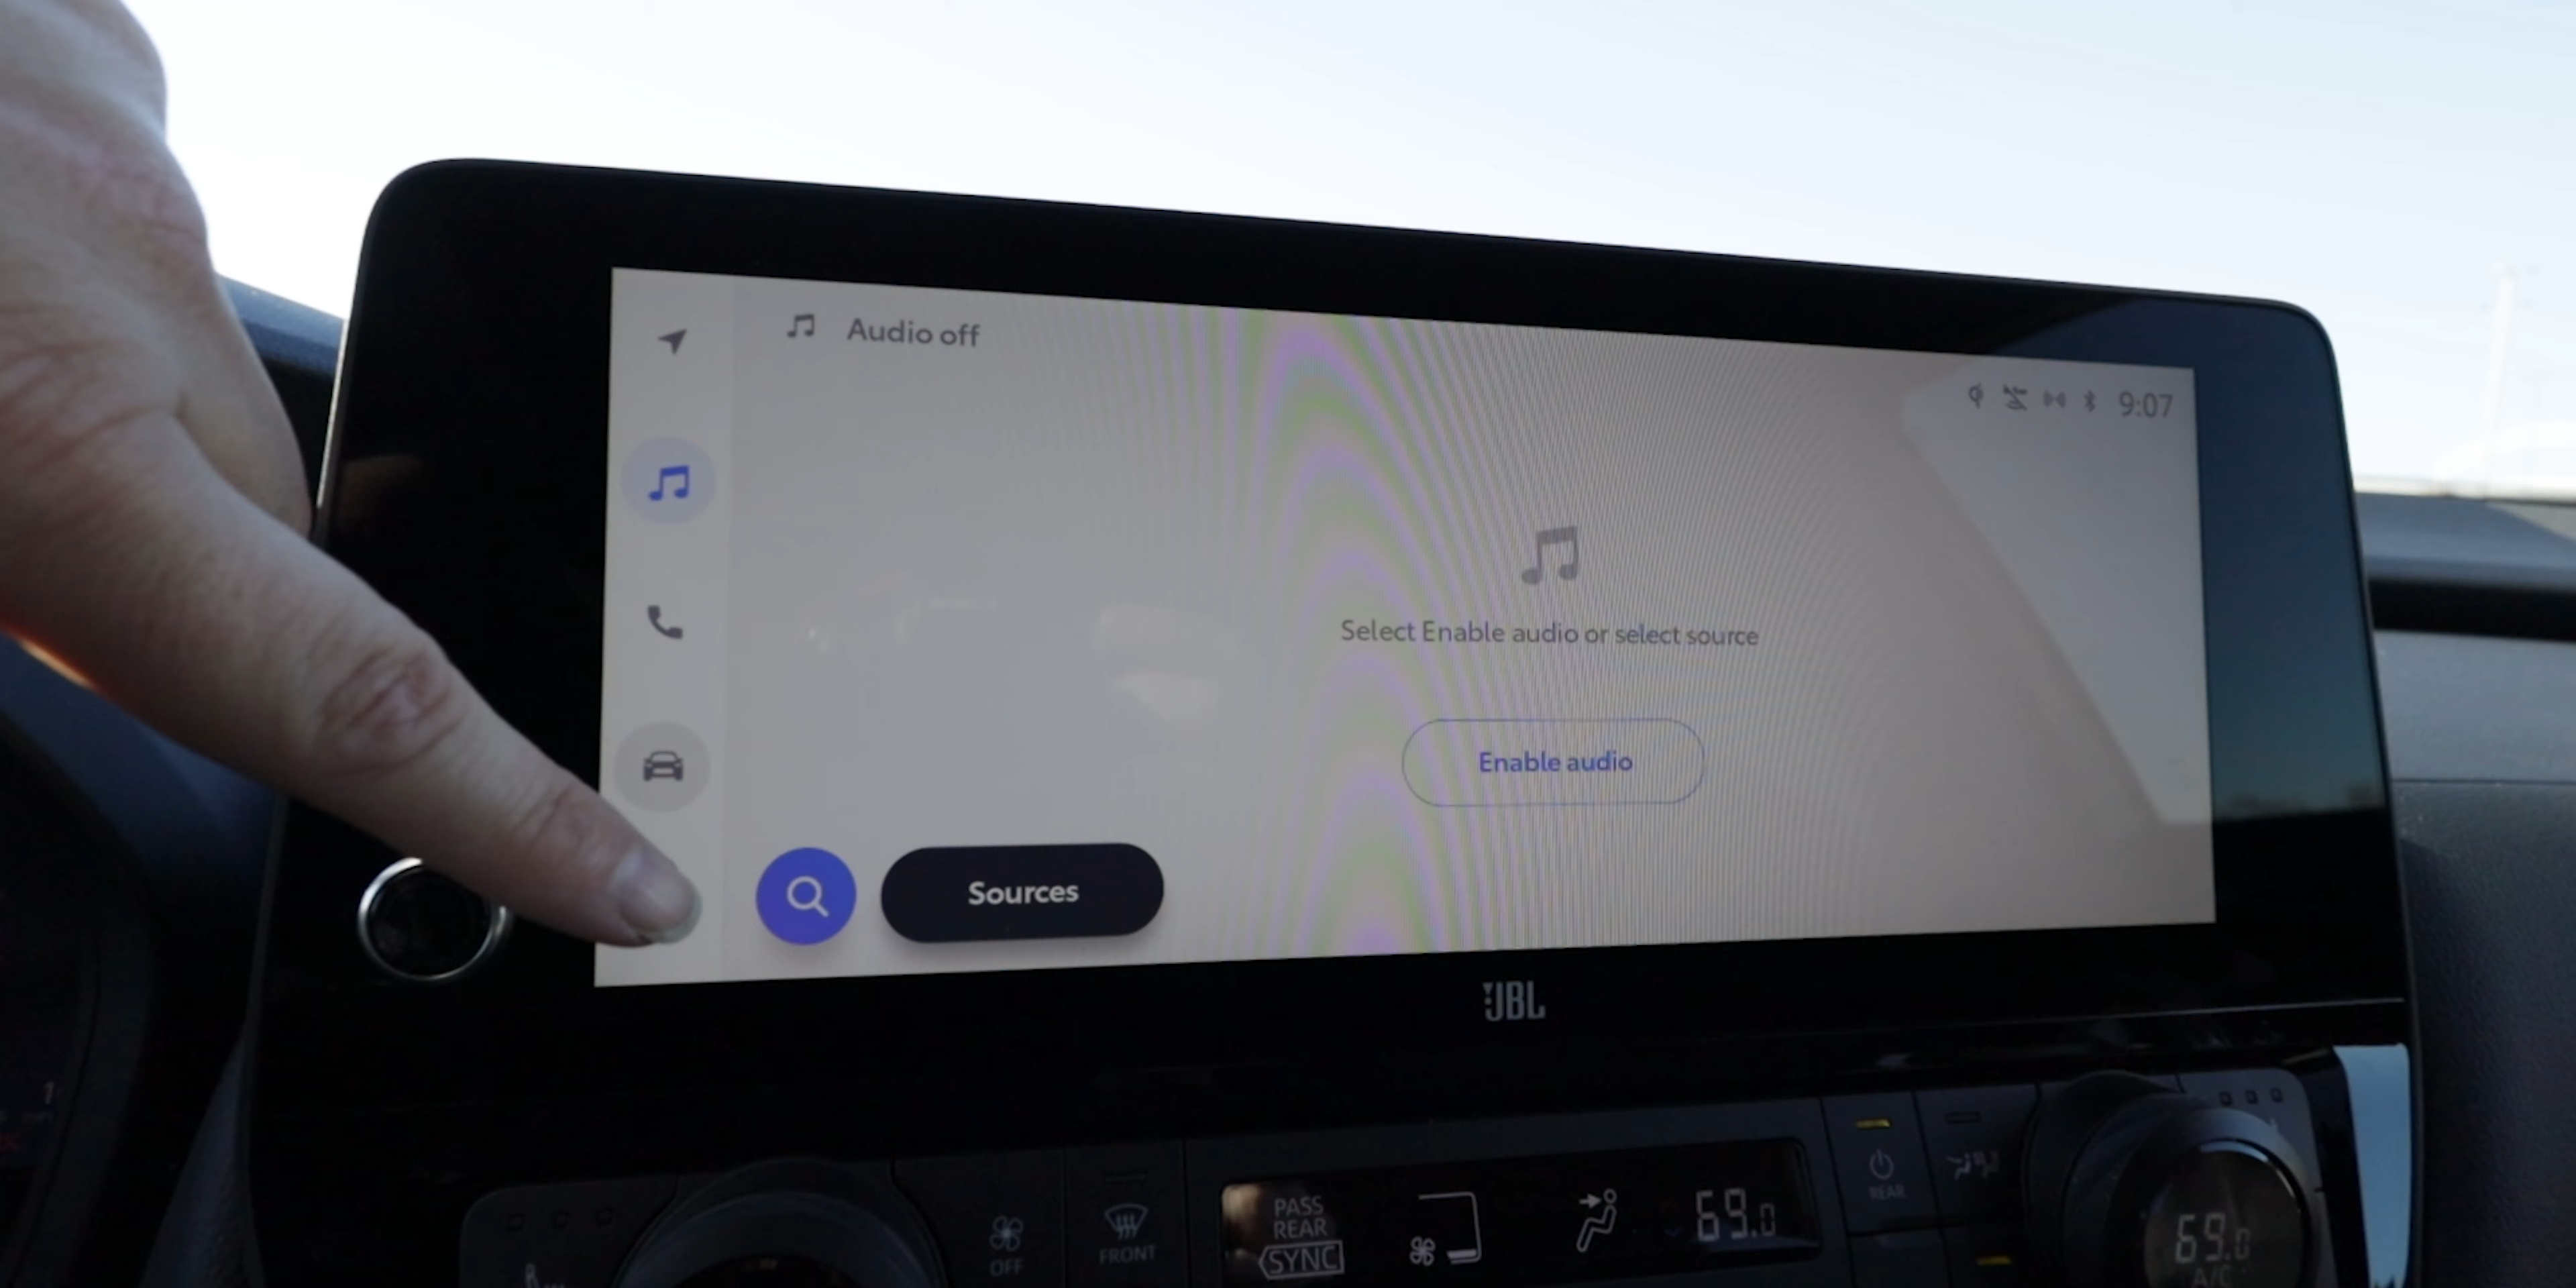 Audio off
9:07
Select Enable audio or select source
Enable audio
Sources
JBL
1
OFF
FRONT
PASS
REAR
SYNC
69.0
REAR
69.0
A/C